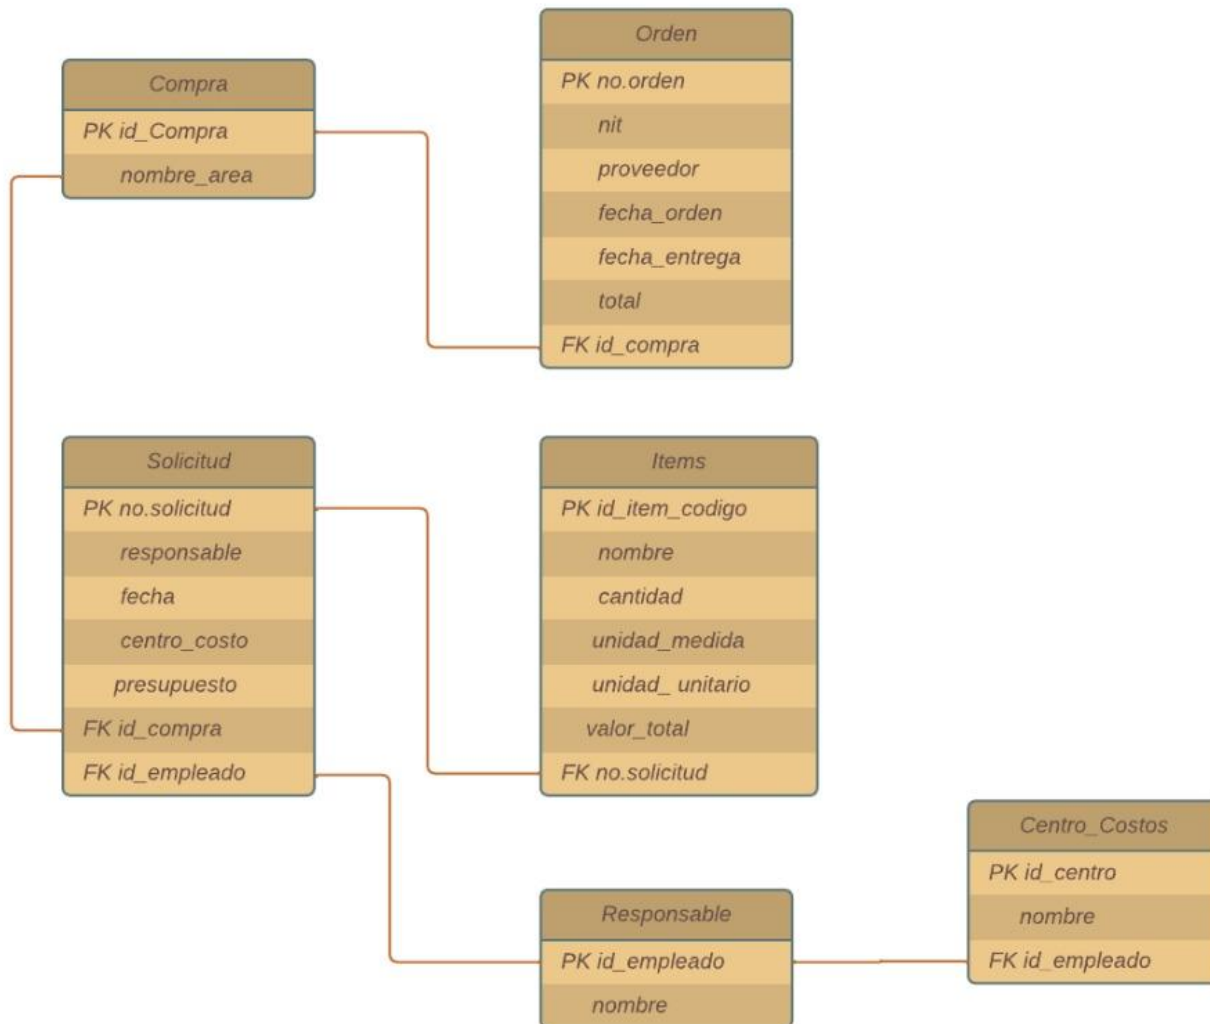 Compra
PK id_Compra
nombre_area
Orden
PK no.orden
nit
proveedor
fecha_orden
fecha_entrega
total
FK id_compra
Solicitud
PK no.solicitud
responsable
fecha
centro_costo
presupuesto
FK id_compra
FK id_empleado
Items
PK id_item_codigo
nombre
cantidad
unidad_medida
unidad_ unitario
valor_total
FK no.solicitud
Responsable
PK id_empleado
nombre
Centro_Costos
PK id_centro
nombre
FK id_empleado